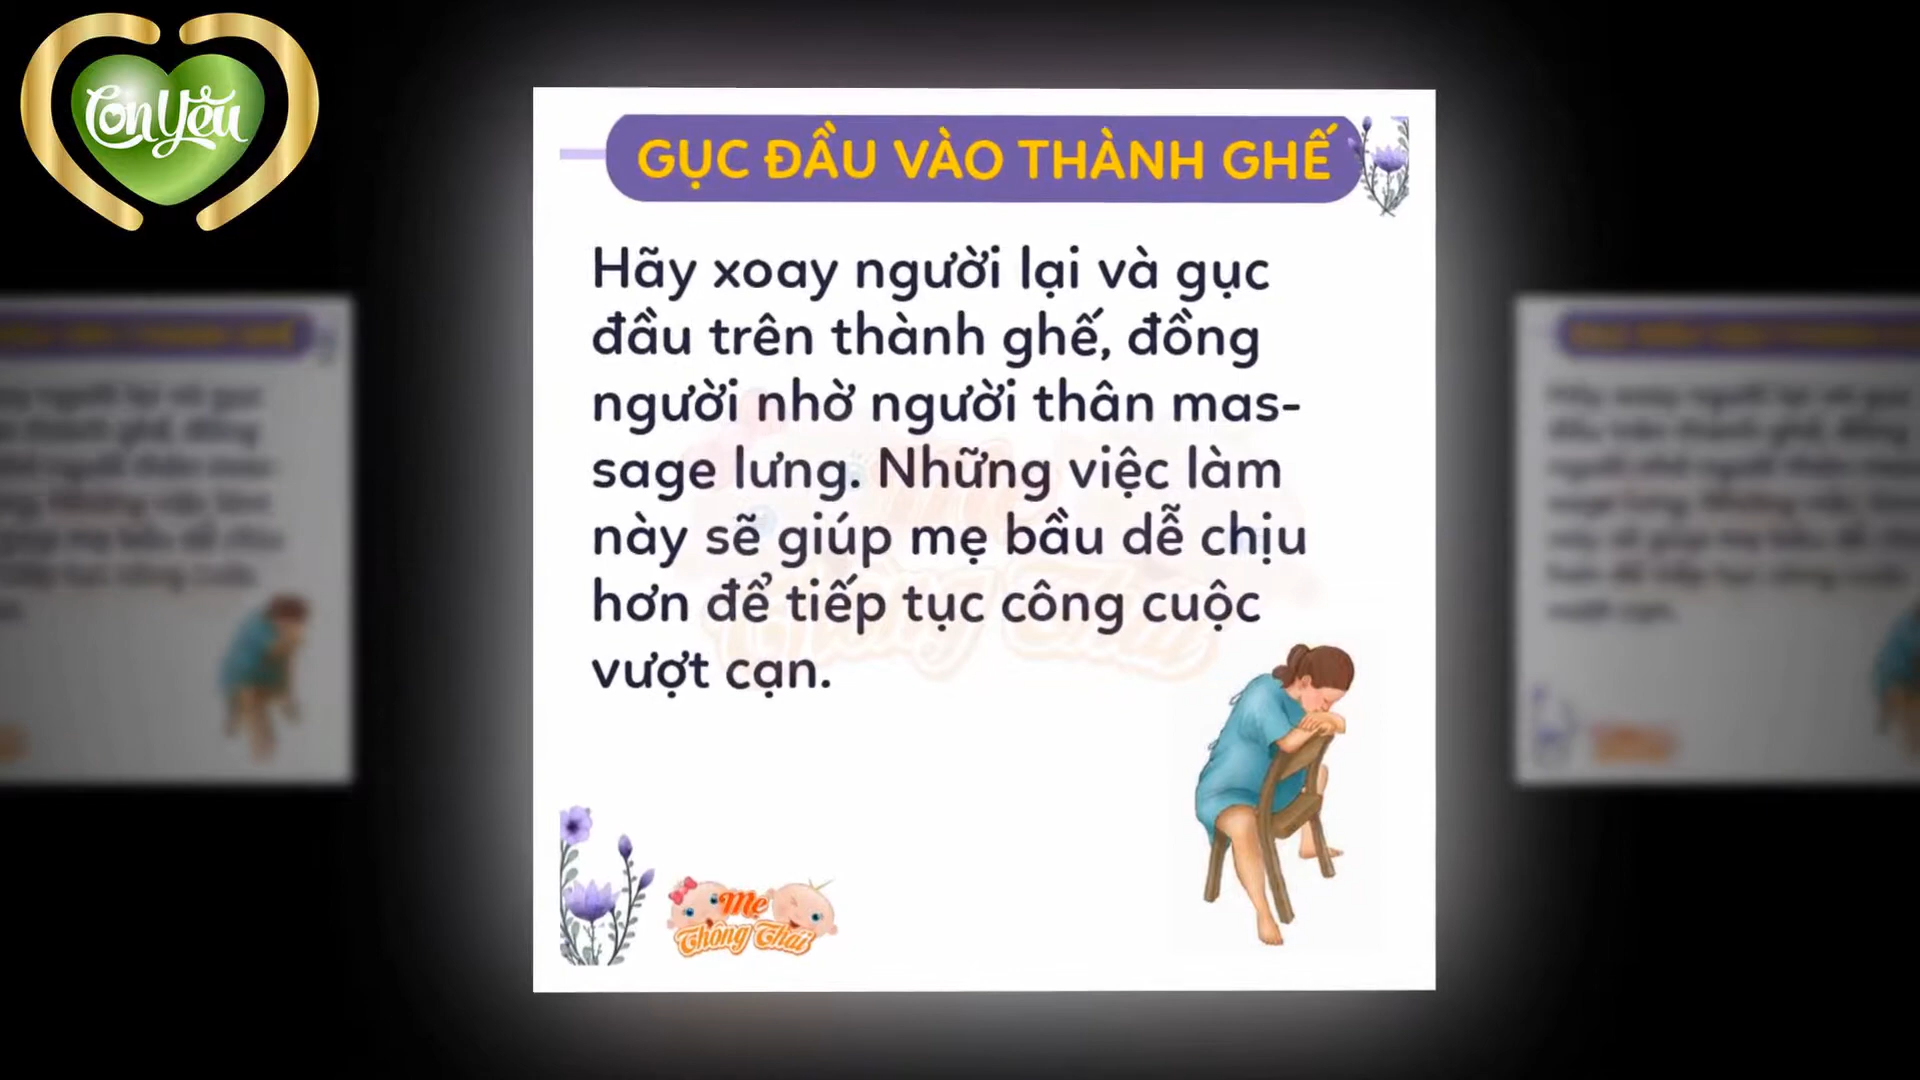 Con Yêu
GỤC ĐẦU VÀO THÀNH GHẾ
Hãy xoay người lại và gục
đầu trên thành ghế, đồng
người nhờ người thân mas-
sage lưng. Những việc làm
này sẽ giúp mẹ bầu dễ chịu
hơn để tiếp tục công cuộc
vượt cạn.
Mẹ
Thông Thái